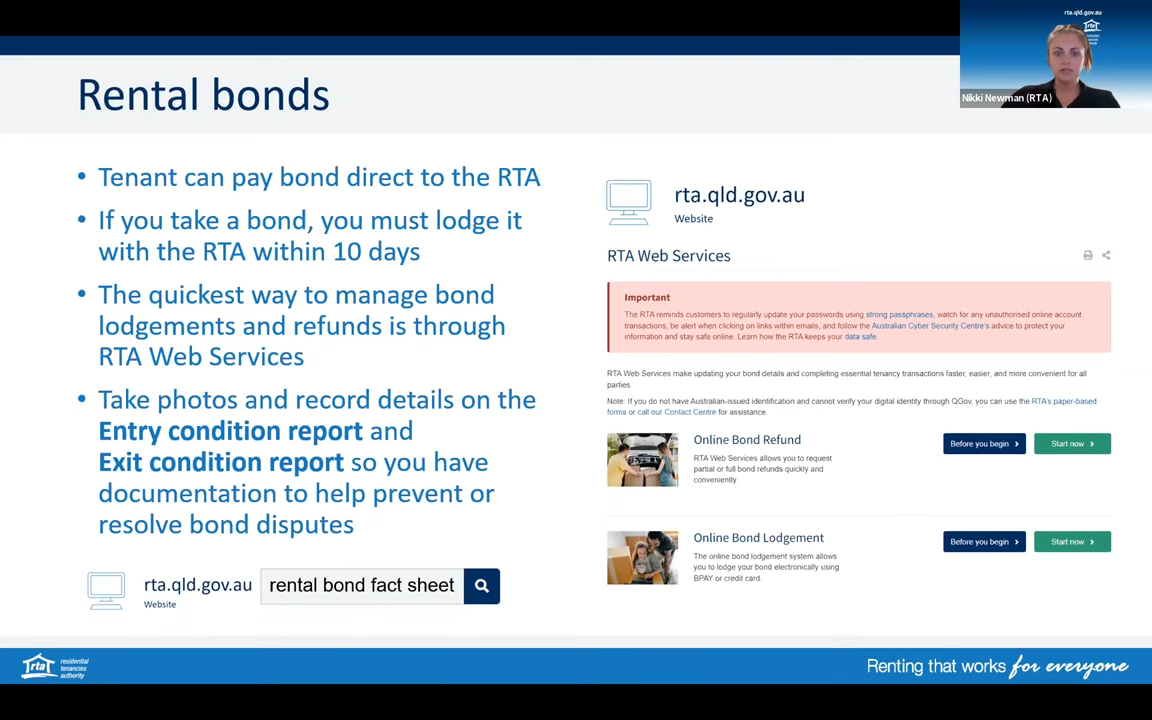 rta.qld.gov.au
rta
Nikki Newman (RTA)
Rental bonds
• Tenant can pay bond direct to the RTA
• If you take a bond, you must lodge it
with the RTA within 10 days
• The quickest way to manage bond
lodgements and refunds is through
RTA Web Services
• Take photos and record details on the
Entry condition report and
Exit condition report so you have
documentation to help prevent or
resolve bond disputes
rta.qld.gov.au
Website
rental bond fact sheet
rta.qld.gov.au
Website
RTA Web Services
Important
The RTA reminds customers to regularly update your passwords using strong passphrases, watch for any unauthorised online account
transactions, be alert when clicking on links within emails, and follow the Australian Cyber Security Centre's advice to protect your
information and stay safe online. Learn how the RTA keeps your data safe.
RTA Web Services make updating your bond details and completing essential tenancy transactions faster, easier, and more convenient for all
parties.
Note: If you do not have Australian-issued identification and cannot verify your digital identity through QGov, you can use the RTA's paper-based
forms or call our Contact Centre for assistance.
Online Bond Refund
RTA Web Services allows you to request
partial or full bond refunds quickly and
conveniently.
Before you begin
Start now
Online Bond Lodgement
The online bond lodgement system allows
you to lodge your bond electronically using
BPAY or credit card.
Before you begin
Start now
rta
residential
tenancies
authority
Renting that works for everyone